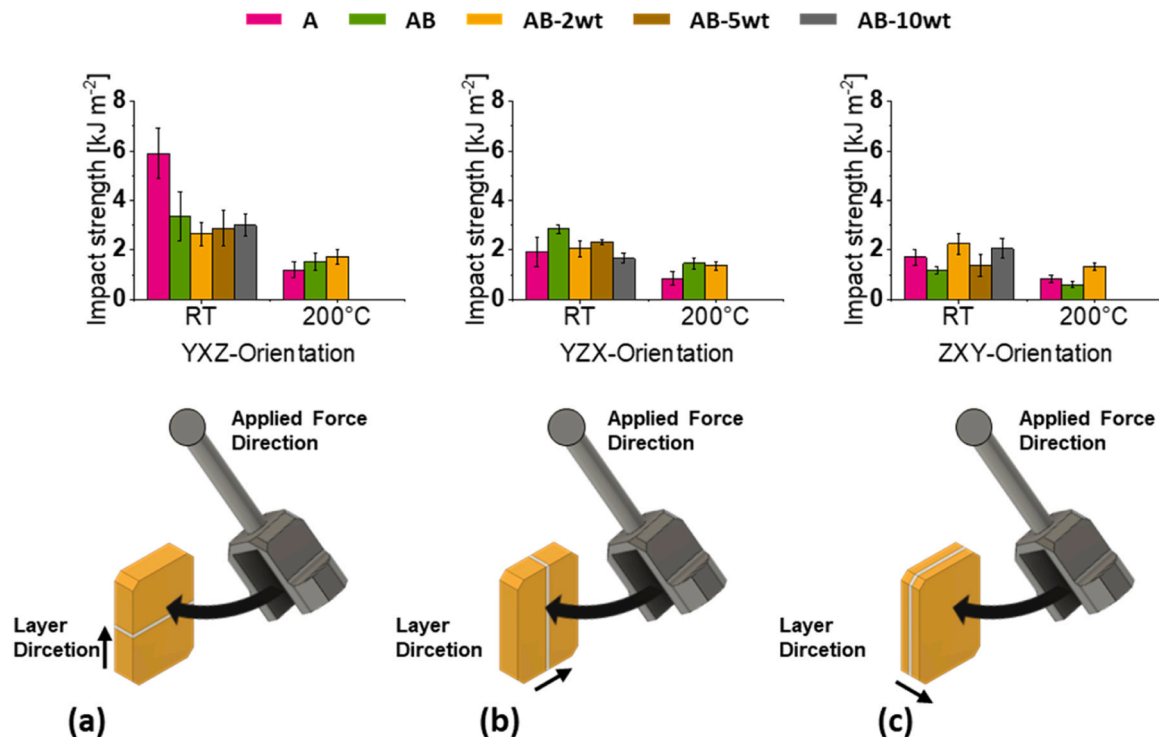 A AB AB-2wt AB-5wt AB-10wt
Impact strength [kJ m⁻²]
8
6
4
2
0
RT 200°C
YXZ-Orientation
Impact strength [kJ m⁻²]
8
6
4
2
0
RT 200°C
YZX-Orientation
Impact strength [kJ m⁻²]
8
6
4
2
0
RT 200°C
ZXY-Orientation
Applied Force
Direction
Layer
Dircetion
(a)
Applied Force
Direction
Layer
Dircetion
(b)
Applied Force
Direction
Layer
Dircetion
(c)